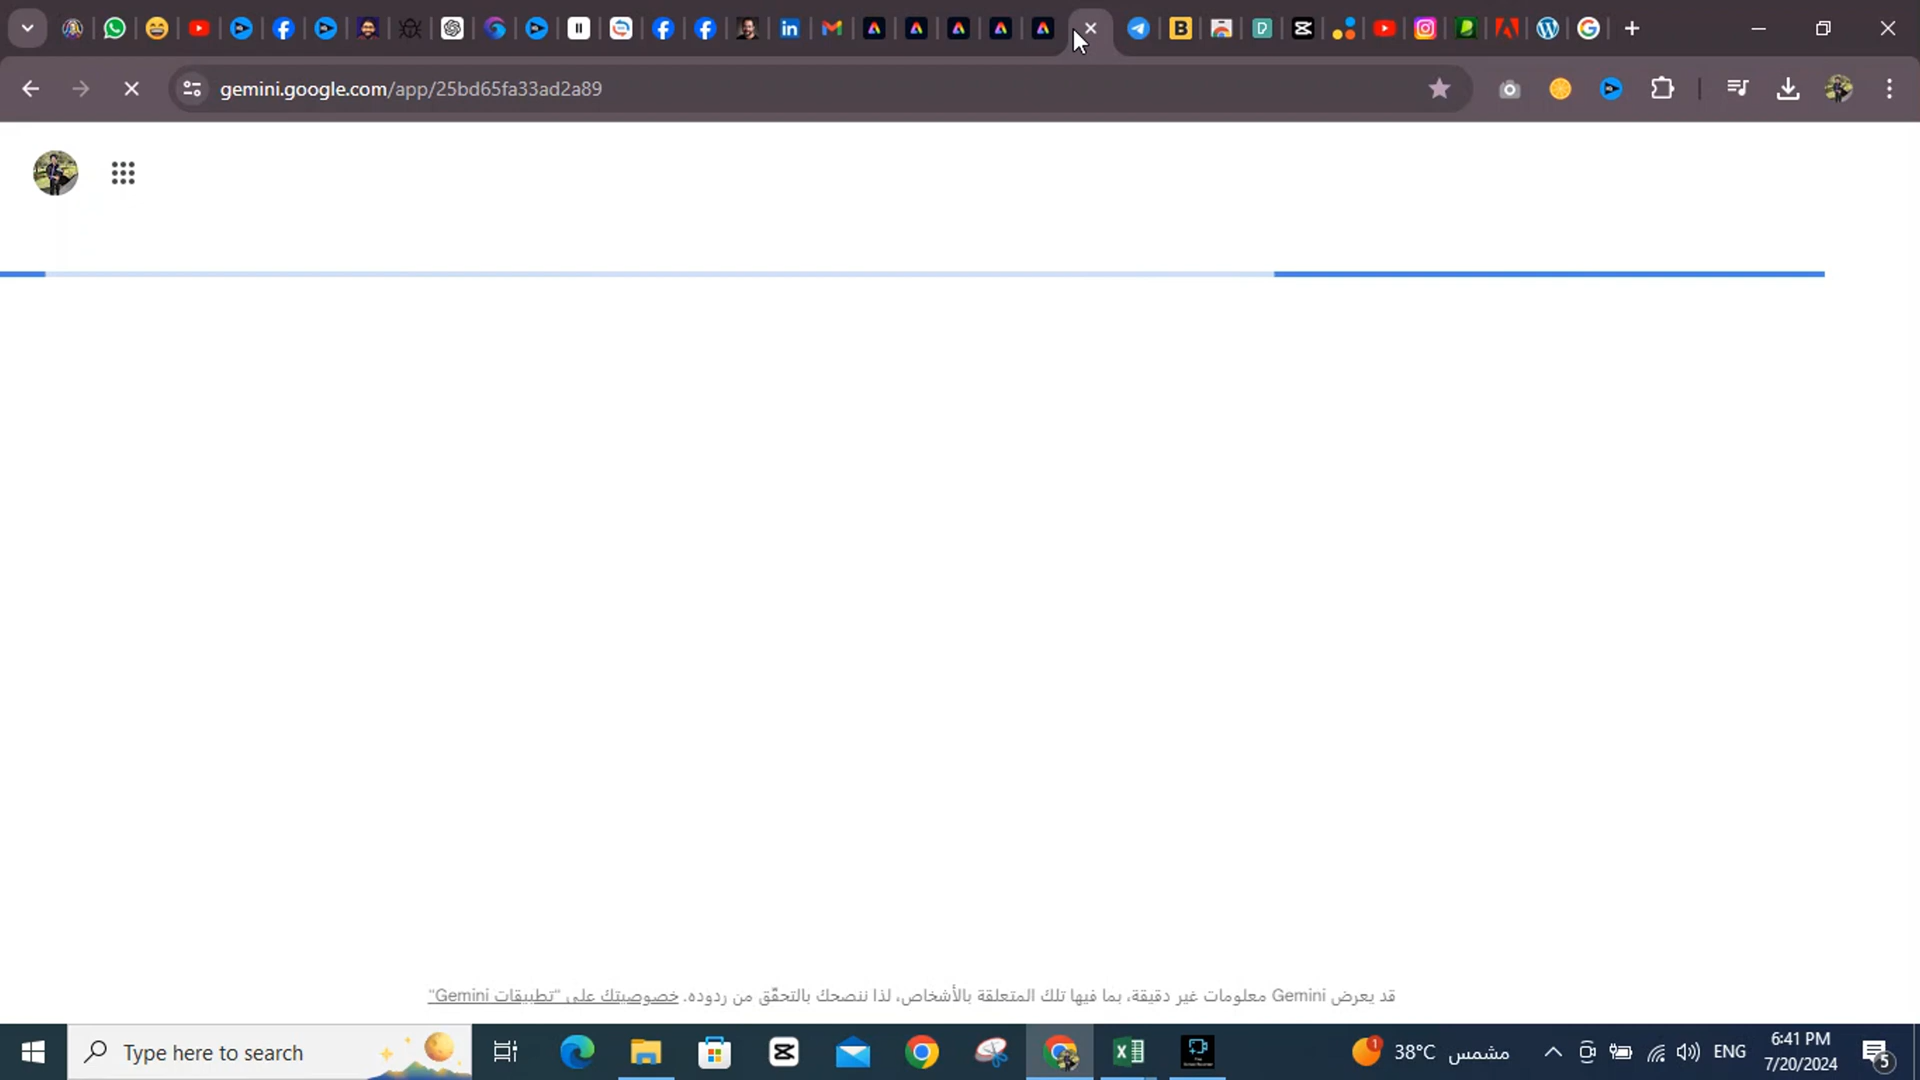 gemini.google.com/app/25bd65fa33ad2a89
قد يعرض Gemini معلومات غير دقيقة، بما فيها تلك المتعلقة بالأشخاص، لذا ننصحك بالتحقّق من ردوده. خصوصيتك على "تطبيقات Gemini"
Type here to search
38°C مشمس
ENG
6:41 PM
7/20/2024
1
5